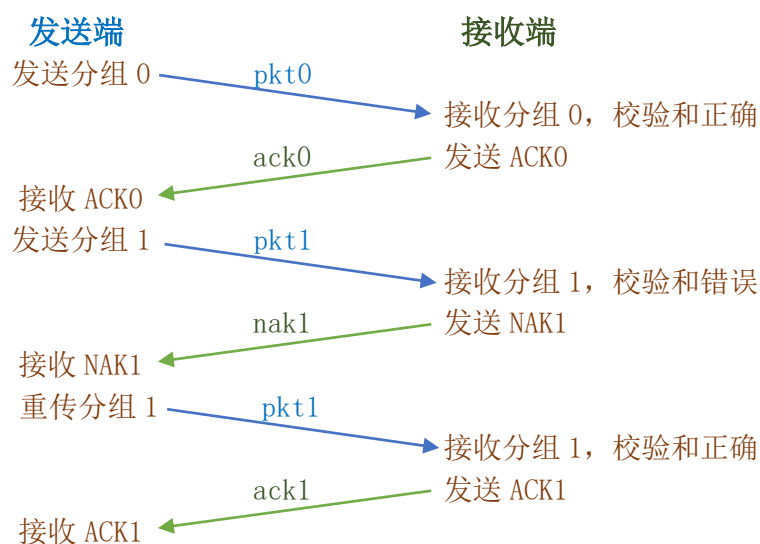 发送端 接收端
发送分组 0 pkt0
接收分组 0，校验和正确
ack0 发送 ACK0
接收 ACK0
发送分组 1 pkt1
接收分组 1，校验和错误
nak1 发送 NAK1
接收 NAK1
重传分组 1 pkt1
接收分组 1，校验和正确
ack1 发送 ACK1
接收 ACK1